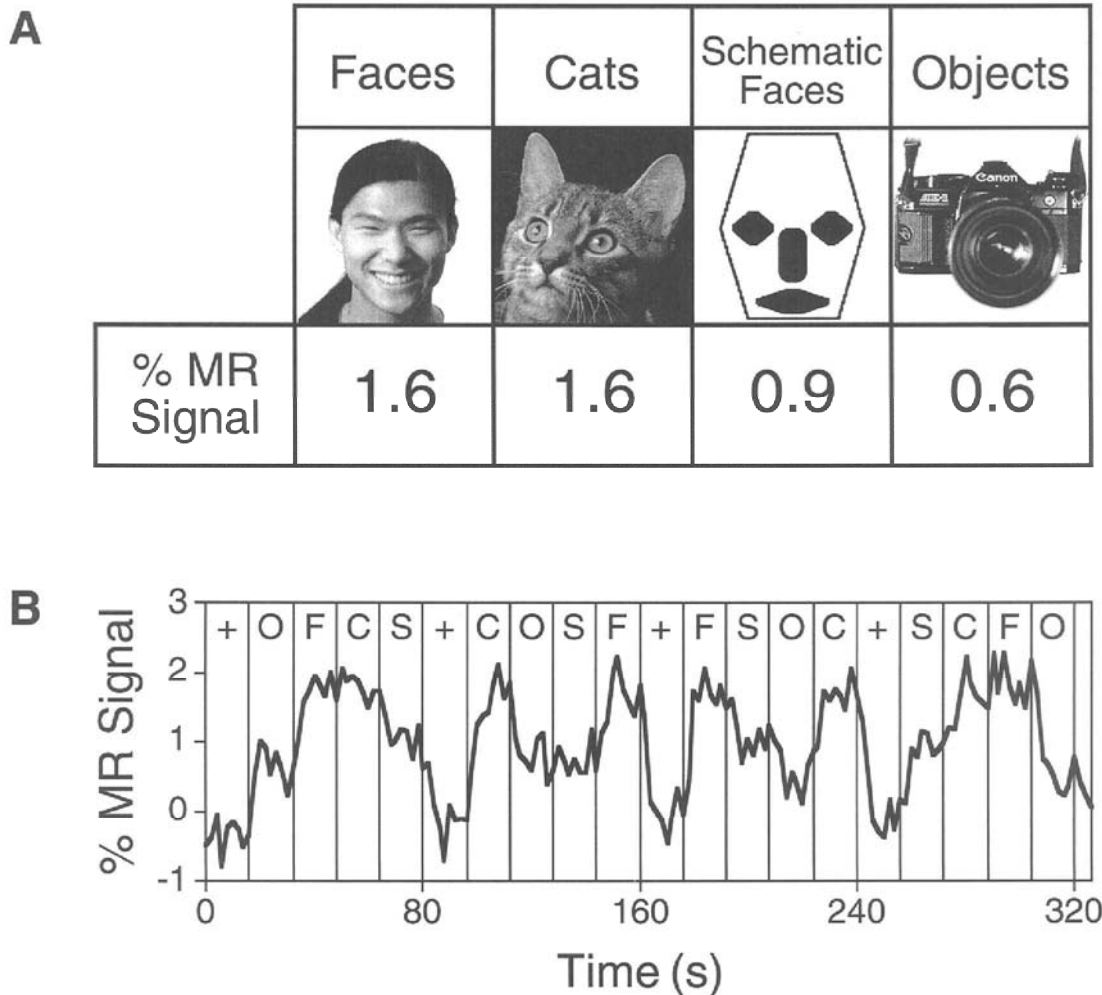 A
Faces
Cats
Schematic
Faces
Objects
Canon
% MR
Signal
1.6
1.6
0.9
0.6
B
% MR Signal
3
2
1
0
-1
+ O F C S + C O S F + F S O C + S C F O
0 80 160 240 320
Time (s)